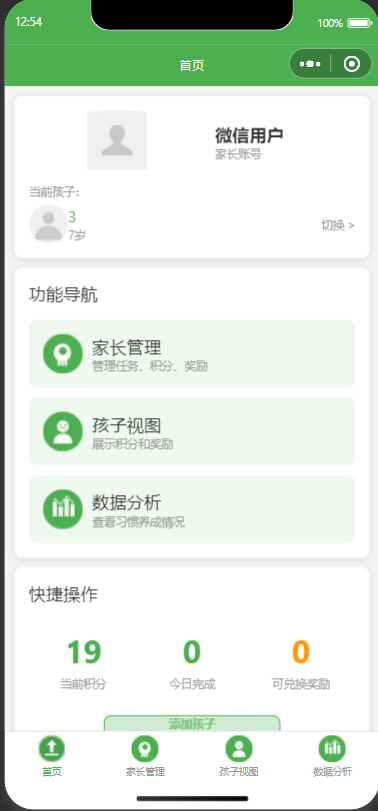 12:54
100%
首页
微信用户
家长账号
当前孩子：
3
7岁
切换 >
功能导航
家长管理
管理任务、积分、奖励
孩子视图
展示积分和奖励
数据分析
查看习惯养成情况
快捷操作
19
0
0
当前积分
今日完成
可兑换奖励
添加孩子
首页
家长管理
孩子视图
数据分析